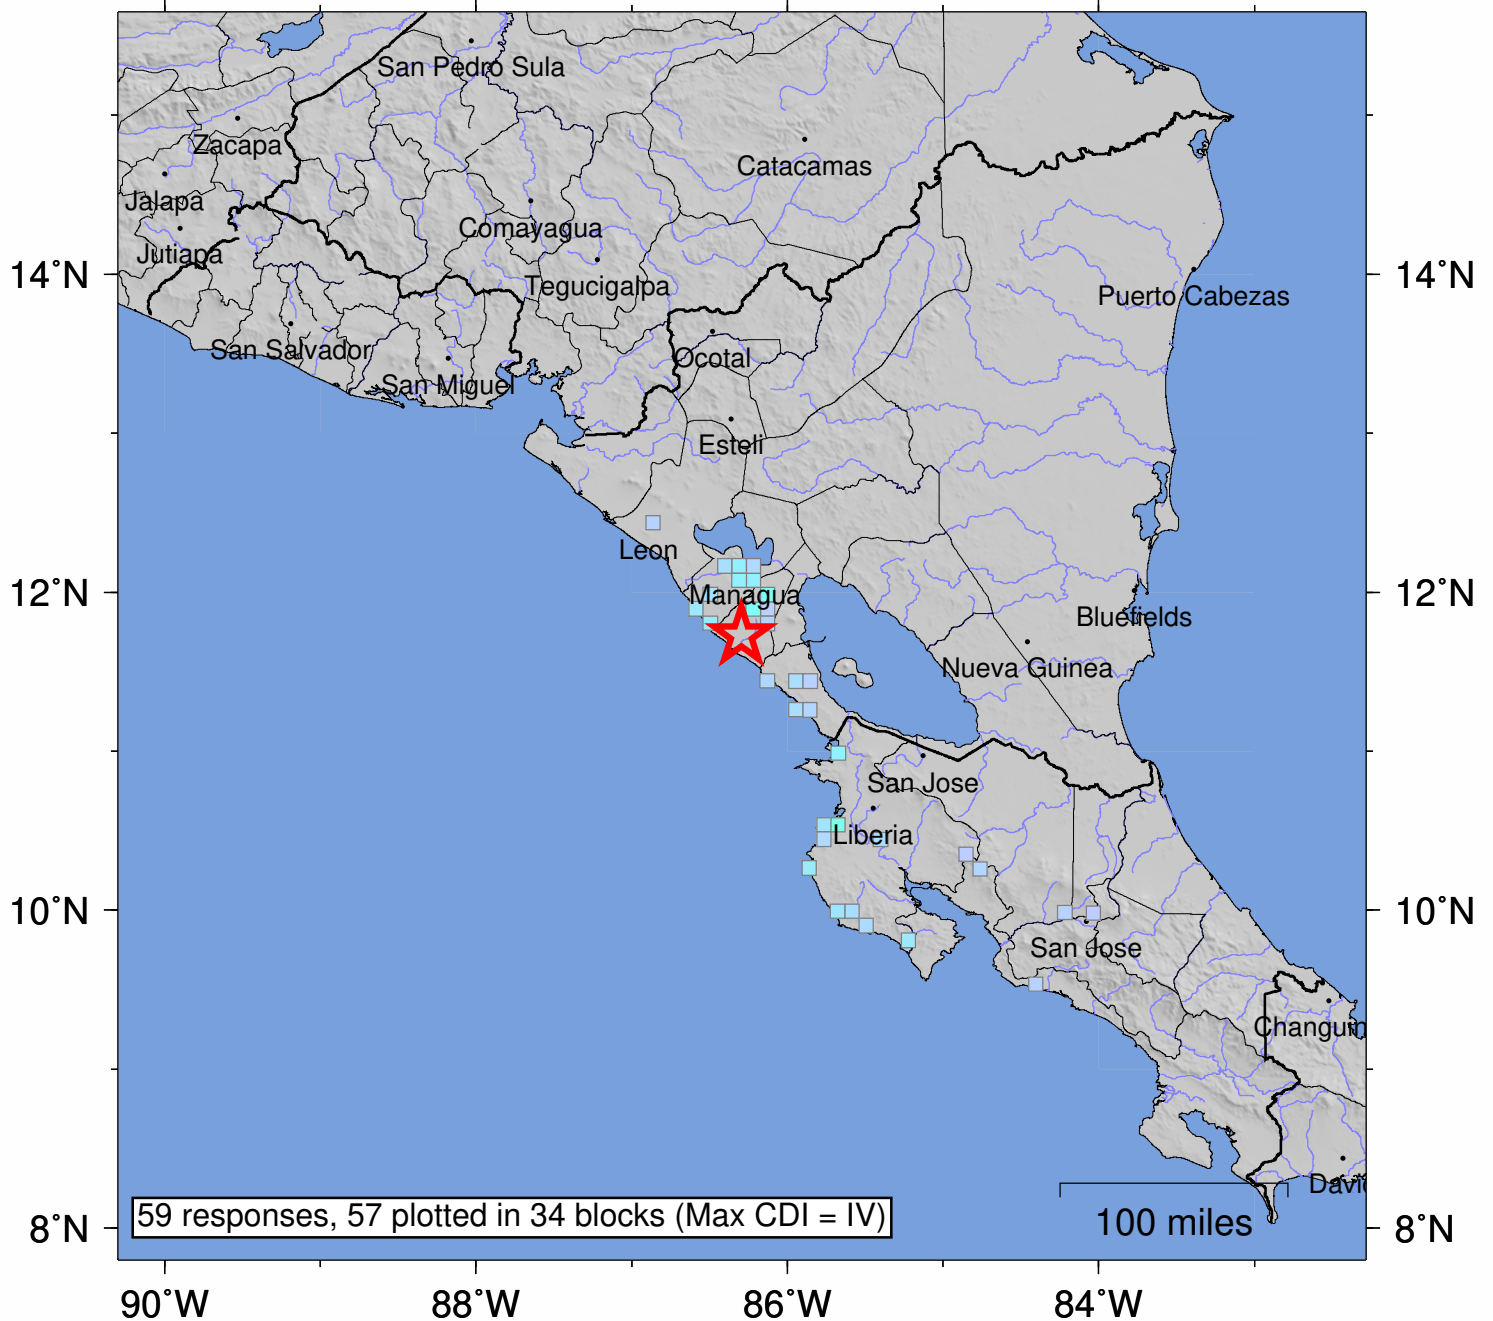 San Pedro Sula
Zacapa
Catacamas
Jalapa
Comayagua
Jutiapa
14°N
14°N
Tegucigalpa
Puerto Cabezas
San Salvador
Ocotal
San Miguel
Esteli
Leon
12°N
Managua
12°N
Bluefields
Nueva Guinea
San Jose
Liberia
10°N
10°N
San Jose
Changuin
David
59 responses, 57 plotted in 34 blocks (Max CDI = IV)
100 miles
8°N
8°N
90°W
88°W
86°W
84°W